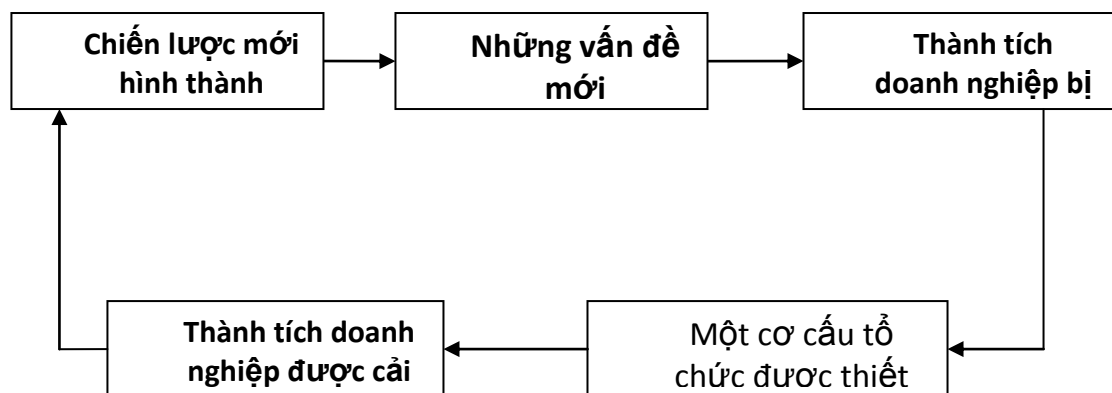 Chiến lược mới
hình thành
Những vấn đề
mới
Thành tích
doanh nghiệp bị
Thành tích doanh
nghiệp được cải
Một cơ cấu tổ
chức được thiết